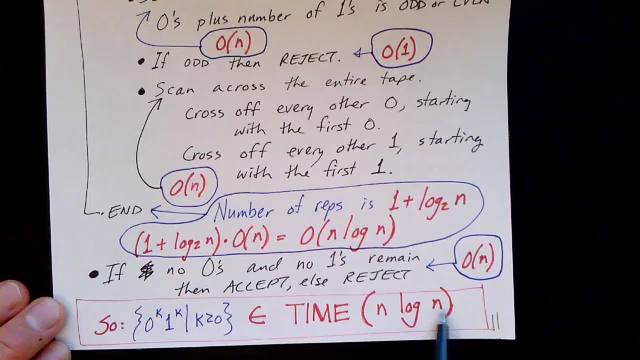 0's plus number of 1's is ODD or EVEN
O(n)
• If ODD then REJECT.
O(1)
• Scan across the entire tape.
Cross off every other 0, starting
with the first 0.
Cross off every other 1, starting
with the first 1.
O(n)
END
Number of reps is 1 + log₂ n
(1 + log₂ n) · O(n) = O(n log n)
• If no 0's and no 1's remain
then ACCEPT, else REJECT
O(n)
So: {0ᵏ1ᵏ | k≥0} ∈ TIME (n log n)